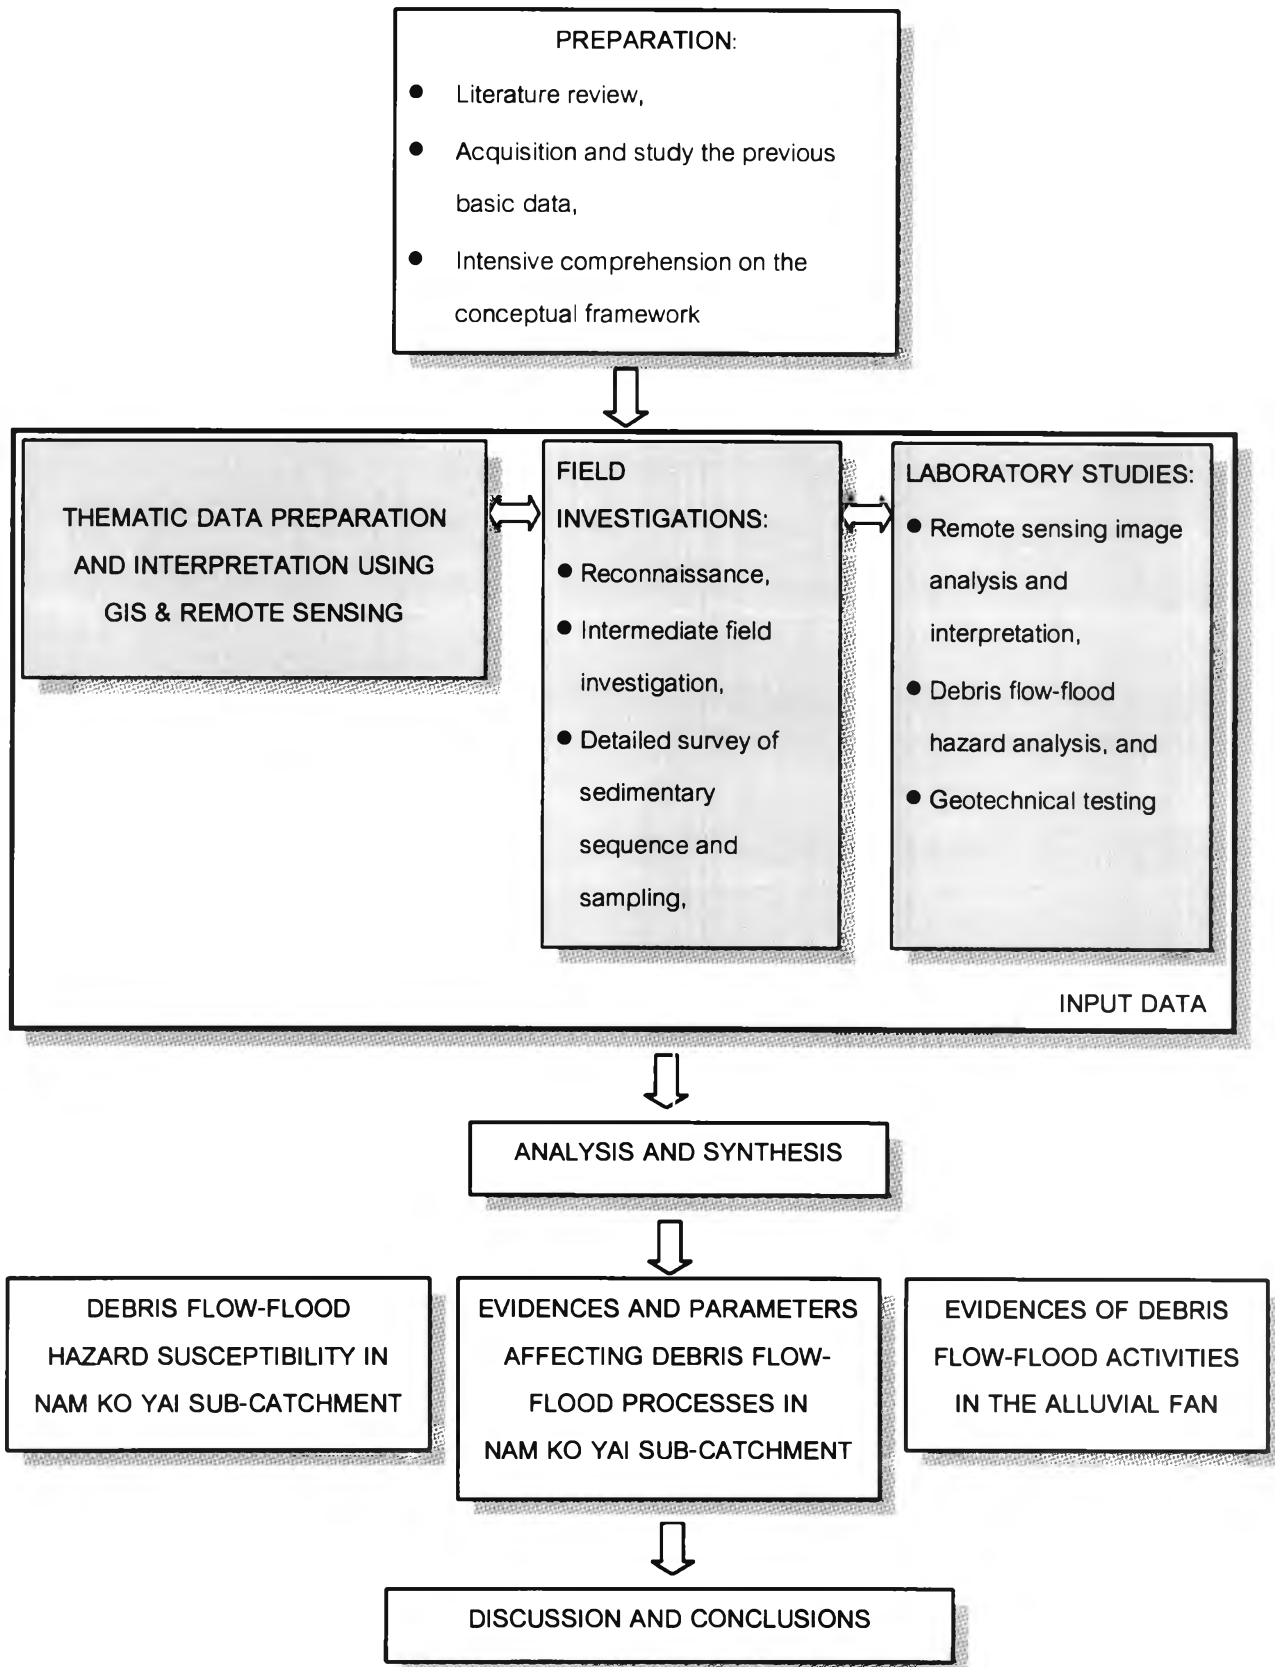 PREPARATION:
● Literature review,
● Acquisition and study the previous
basic data,
● Intensive comprehension on the
conceptual framework
THEMATIC DATA PREPARATION
AND INTERPRETATION USING
GIS & REMOTE SENSING
FIELD
INVESTIGATIONS:
● Reconnaissance,
● Intermediate field
investigation,
● Detailed survey of
sedimentary
sequence and
sampling,
LABORATORY STUDIES:
● Remote sensing image
analysis and
interpretation,
● Debris flow-flood
hazard analysis, and
● Geotechnical testing
INPUT DATA
ANALYSIS AND SYNTHESIS
DEBRIS FLOW-FLOOD
HAZARD SUSCEPTIBILITY IN
NAM KO YAI SUB-CATCHMENT
EVIDENCES AND PARAMETERS
AFFECTING DEBRIS FLOW-
FLOOD PROCESSES IN
NAM KO YAI SUB-CATCHMENT
EVIDENCES OF DEBRIS
FLOW-FLOOD ACTIVITIES
IN THE ALLUVIAL FAN
DISCUSSION AND CONCLUSIONS